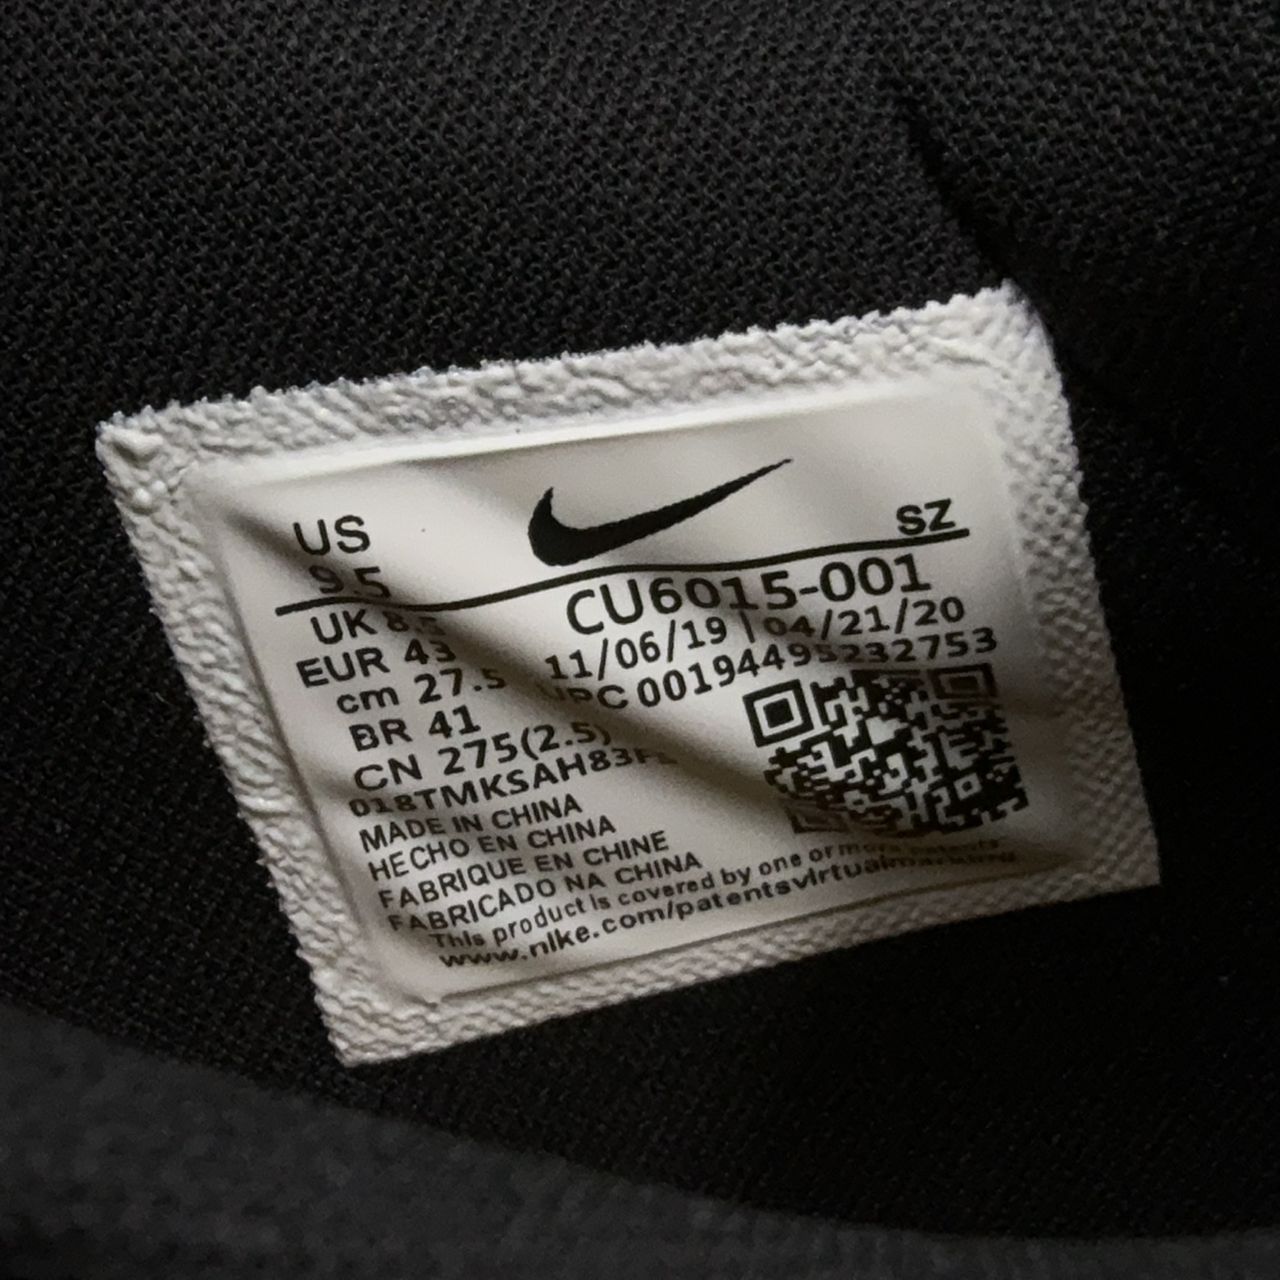 US
9.5
SZ
UK 8.5
EUR 43
cm 27.5
BR 41
CN 275(2.5)
CU6015-001
11/06/19 | 04/21/20
UPC 00194495232753
MADE IN CHINA
HECHO EN CHINA
FABRIQUE EN CHINE
FABRICADO NA CHINA
This product is covered by one or more patents
www.nike.com/patentsvirtualmarking